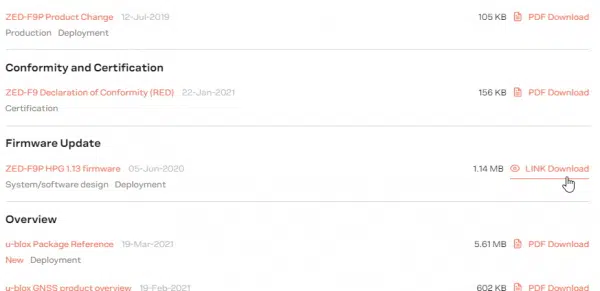 ZED-F9P Product Change 12-Jul-2019 105 KB PDF Download
Production Deployment
Conformity and Certification
ZED-F9 Declaration of Conformity (RED) 22-Jan-2021 156 KB PDF Download
Certification
Firmware Update
ZED-F9P HPG 1.13 firmware 05-Jun-2020 1.14 MB LINK Download
System/software design Deployment
Overview
u-blox Package Reference 19-Mar-2021 5.61 MB PDF Download
New Deployment
u-blox GNSS product overview 19-Feb-2021 602 KB PDF Download